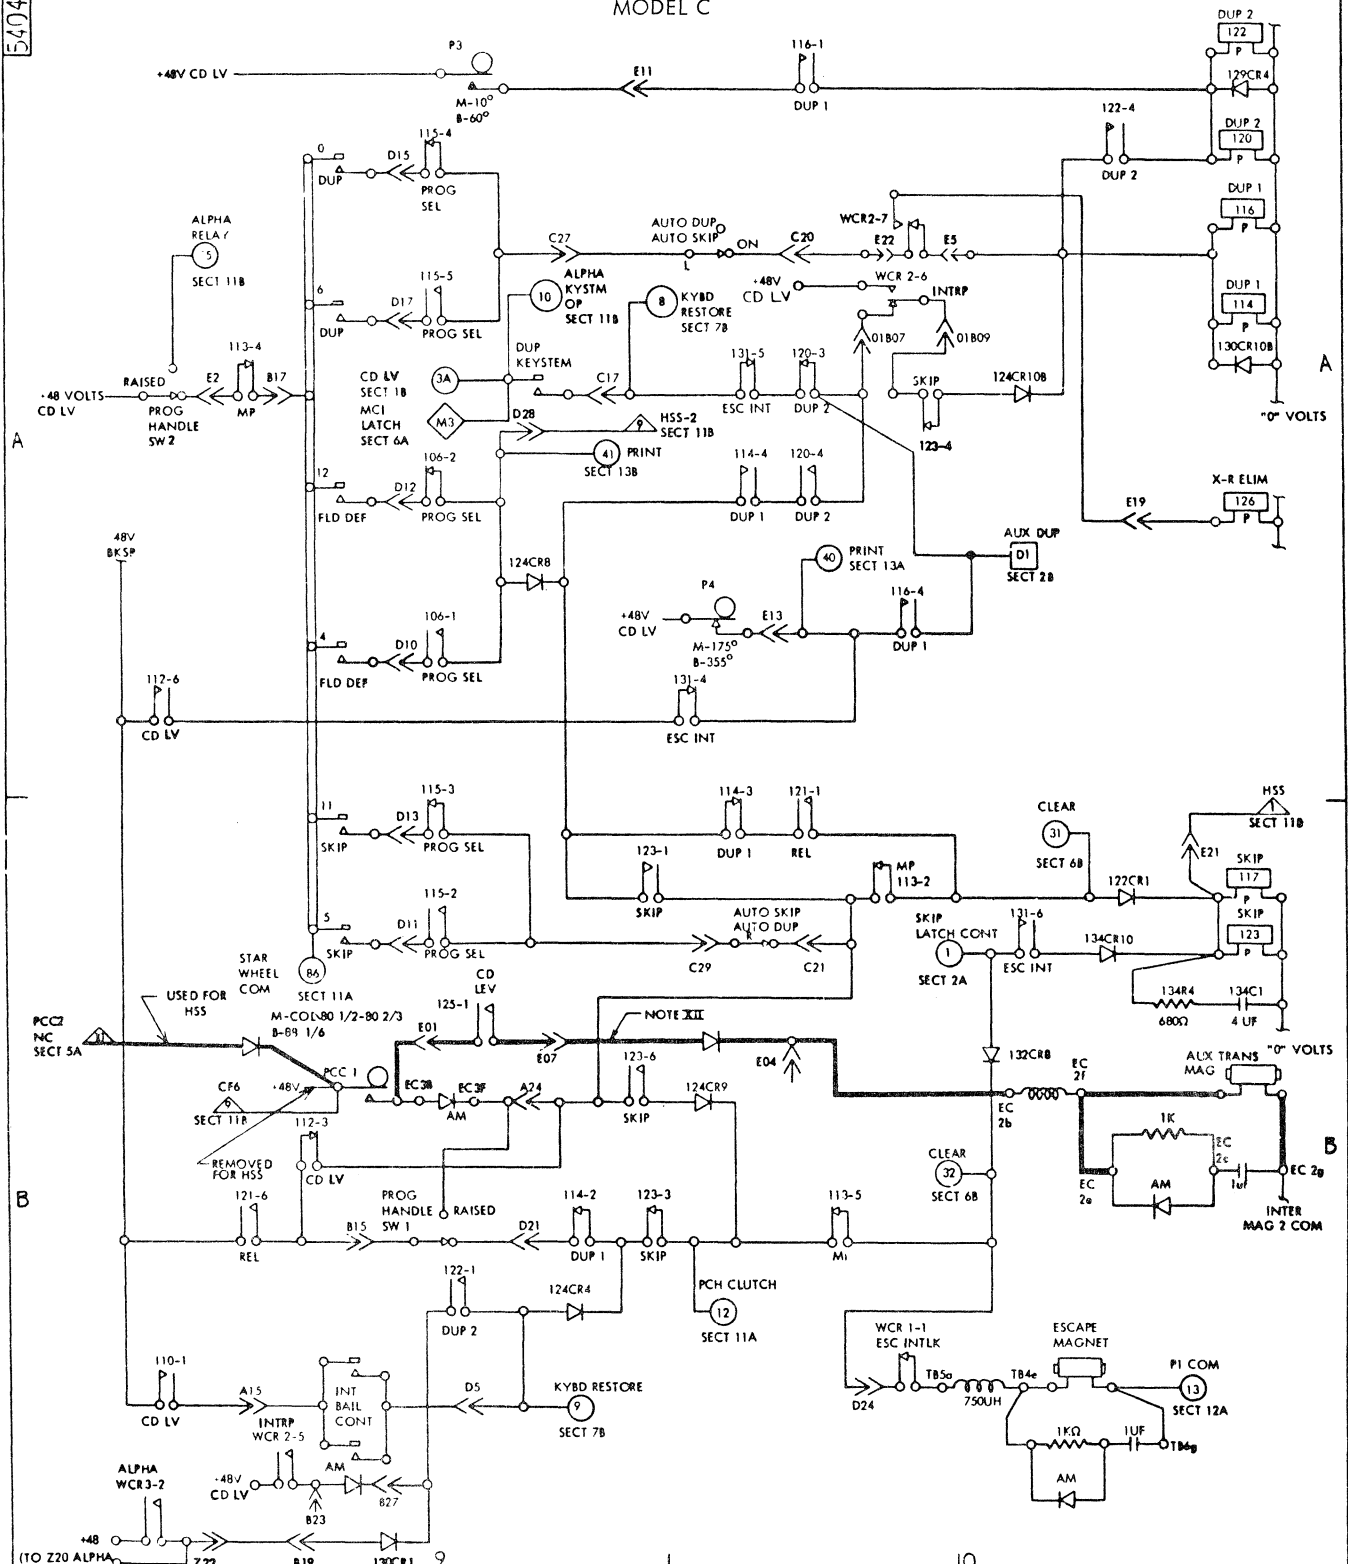 5404
MODEL C
DUP 2
122
P
129CR4
DUP 2
120
P
+48V CD LV
P3
M-10°
B-60°
E11
116-1
DUP 1
122-4
DUP 2
0
DUP
D15
115-4
PROG
SEL
DUP 1
116
P
ALPHA
RELAY
5
SECT 11B
C27
AUTO DUP
AUTO SKIP
L
ON
C20
WCR2-7
E22
E5
6
DUP
D17
115-5
PROG SEL
10
ALPHA
KYSTM
OP
SECT 11B
8
KYBD
RESTORE
SECT 7B
+48V
CD LV
WCR 2-6
INTRP
01B07
01B09
DUP 1
114
P
130CR10B
"0" VOLTS
A
113-4
RAISED
+48 VOLTS
CD LV
PROG
HANDLE
SW 2
E2
MP
B17
DUP
KEYSTEM
CD LV
SECT 1B
3A
MCI
LATCH
SECT 6A
M3
C17
131-5
ESC INT
120-3
DUP 2
SKIP
123-4
124CR10B
A
D28
9
HSS-2
SECT 11B
41
PRINT
SECT 13B
12
FLD DEF
D12
106-2
PROG SEL
114-4
DUP 1
120-4
DUP 2
X-R ELIM
126
P
E19
48V
BKSP
124CR8
40
PRINT
SECT 13A
AUX DUP
D1
SECT 2B
4
FLD DEF
D10
106-1
PROG SEL
+48V
CD LV
P4
M-175°
B-355°
E13
116-4
DUP 1
112-6
CD LV
131-4
ESC INT
11
SKIP
D13
115-3
PROG SEL
114-3
DUP 1
121-1
REL
CLEAR
31
SECT 6B
HSS
1
SECT 11B
E21
123-1
SKIP
MP
113-2
122CR1
SKIP
117
P
SKIP
123
P
5
SKIP
D11
115-2
PROG SEL
AUTO SKIP
AUTO DUP
R
C29
C21
SKIP
LATCH CONT
1
SECT 2A
131-6
ESC INT
134CR10
134R4
680Ω
134C1
4 UF
"0" VOLTS
STAR
WHEEL
COM
86
SECT 11A
USED FOR
HSS
M-COL 80 1/2-80 2/3
B-88 1/6
CD
LEV
125-1
NOTE XII
PCC2
NC
SECT 5A
E01
E07
E04
132CR8
PCC 1
+48V
CF6
6
SECT 11B
EC3B
AM
EC3F
A24
123-6
SKIP
124CR9
EC
2b
EC
2f
AUX TRANS
MAG
1K
EC
2a
AM
EC
2c
1UF
EC 2g
INTER
MAG 2 COM
REMOVED
FOR HSS
112-3
CD LV
CLEAR
32
SECT 6B
B
B
121-6
REL
B15
PROG
HANDLE
SW 1
RAISED
D21
114-2
DUP 1
123-3
SKIP
113-5
PCH CLUTCH
12
SECT 11A
122-1
DUP 2
124CR4
WCR 1-1
ESC INTLK
D24
TB5a
750UH
TB4e
ESCAPE
MAGNET
P1 COM
13
SECT 12A
1KΩ
1UF
TB6g
AM
110-1
CD LV
A15
INT
BAIL
CONT
D5
KYBD RESTORE
9
SECT 7B
INTRP
WCR 2-5
+48V
CD LV
B23
AM
B27
ALPHA
WCR3-2
+48
(TO Z20 ALPHA
Z22
B19
130CR1
9
10